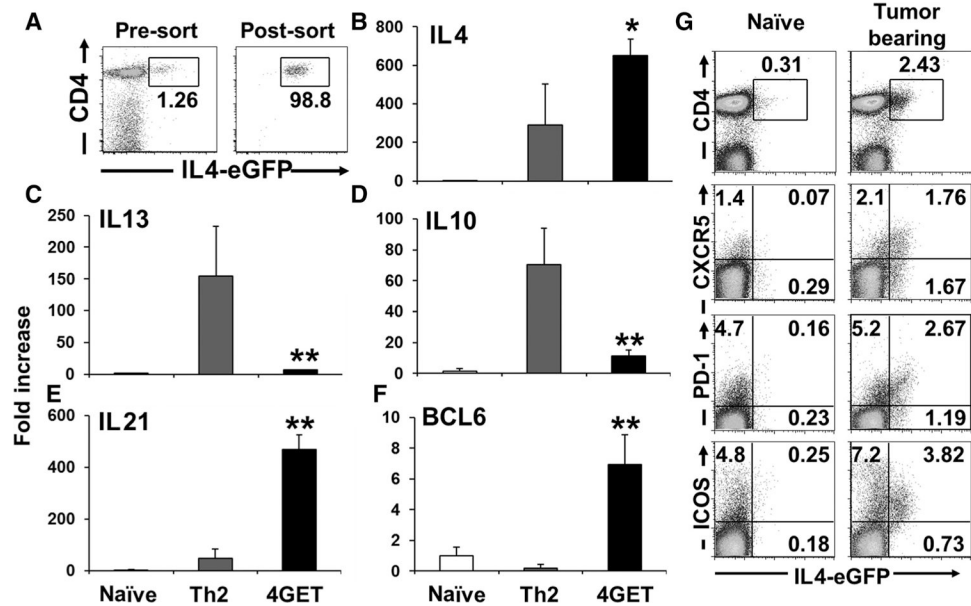 A
Pre-sort
Post-sort
CD4
1.26
98.8
IL4-eGFP
B
IL4
800
600
400
200
0
*
C
IL13
250
200
150
100
50
0
**
D
IL10
100
80
60
40
20
0
**
Fold increase
E
IL21
600
400
200
0
**
Naïve
Th2
4GET
F
BCL6
10
8
6
4
2
0
**
Naïve
Th2
4GET
G
Naïve
Tumor
bearing
CD4
0.31
2.43
CXCR5
1.4
0.07
0.29
2.1
1.76
1.67
PD-1
4.7
0.16
0.23
5.2
2.67
1.19
ICOS
4.8
0.25
0.18
7.2
3.82
0.73
IL4-eGFP